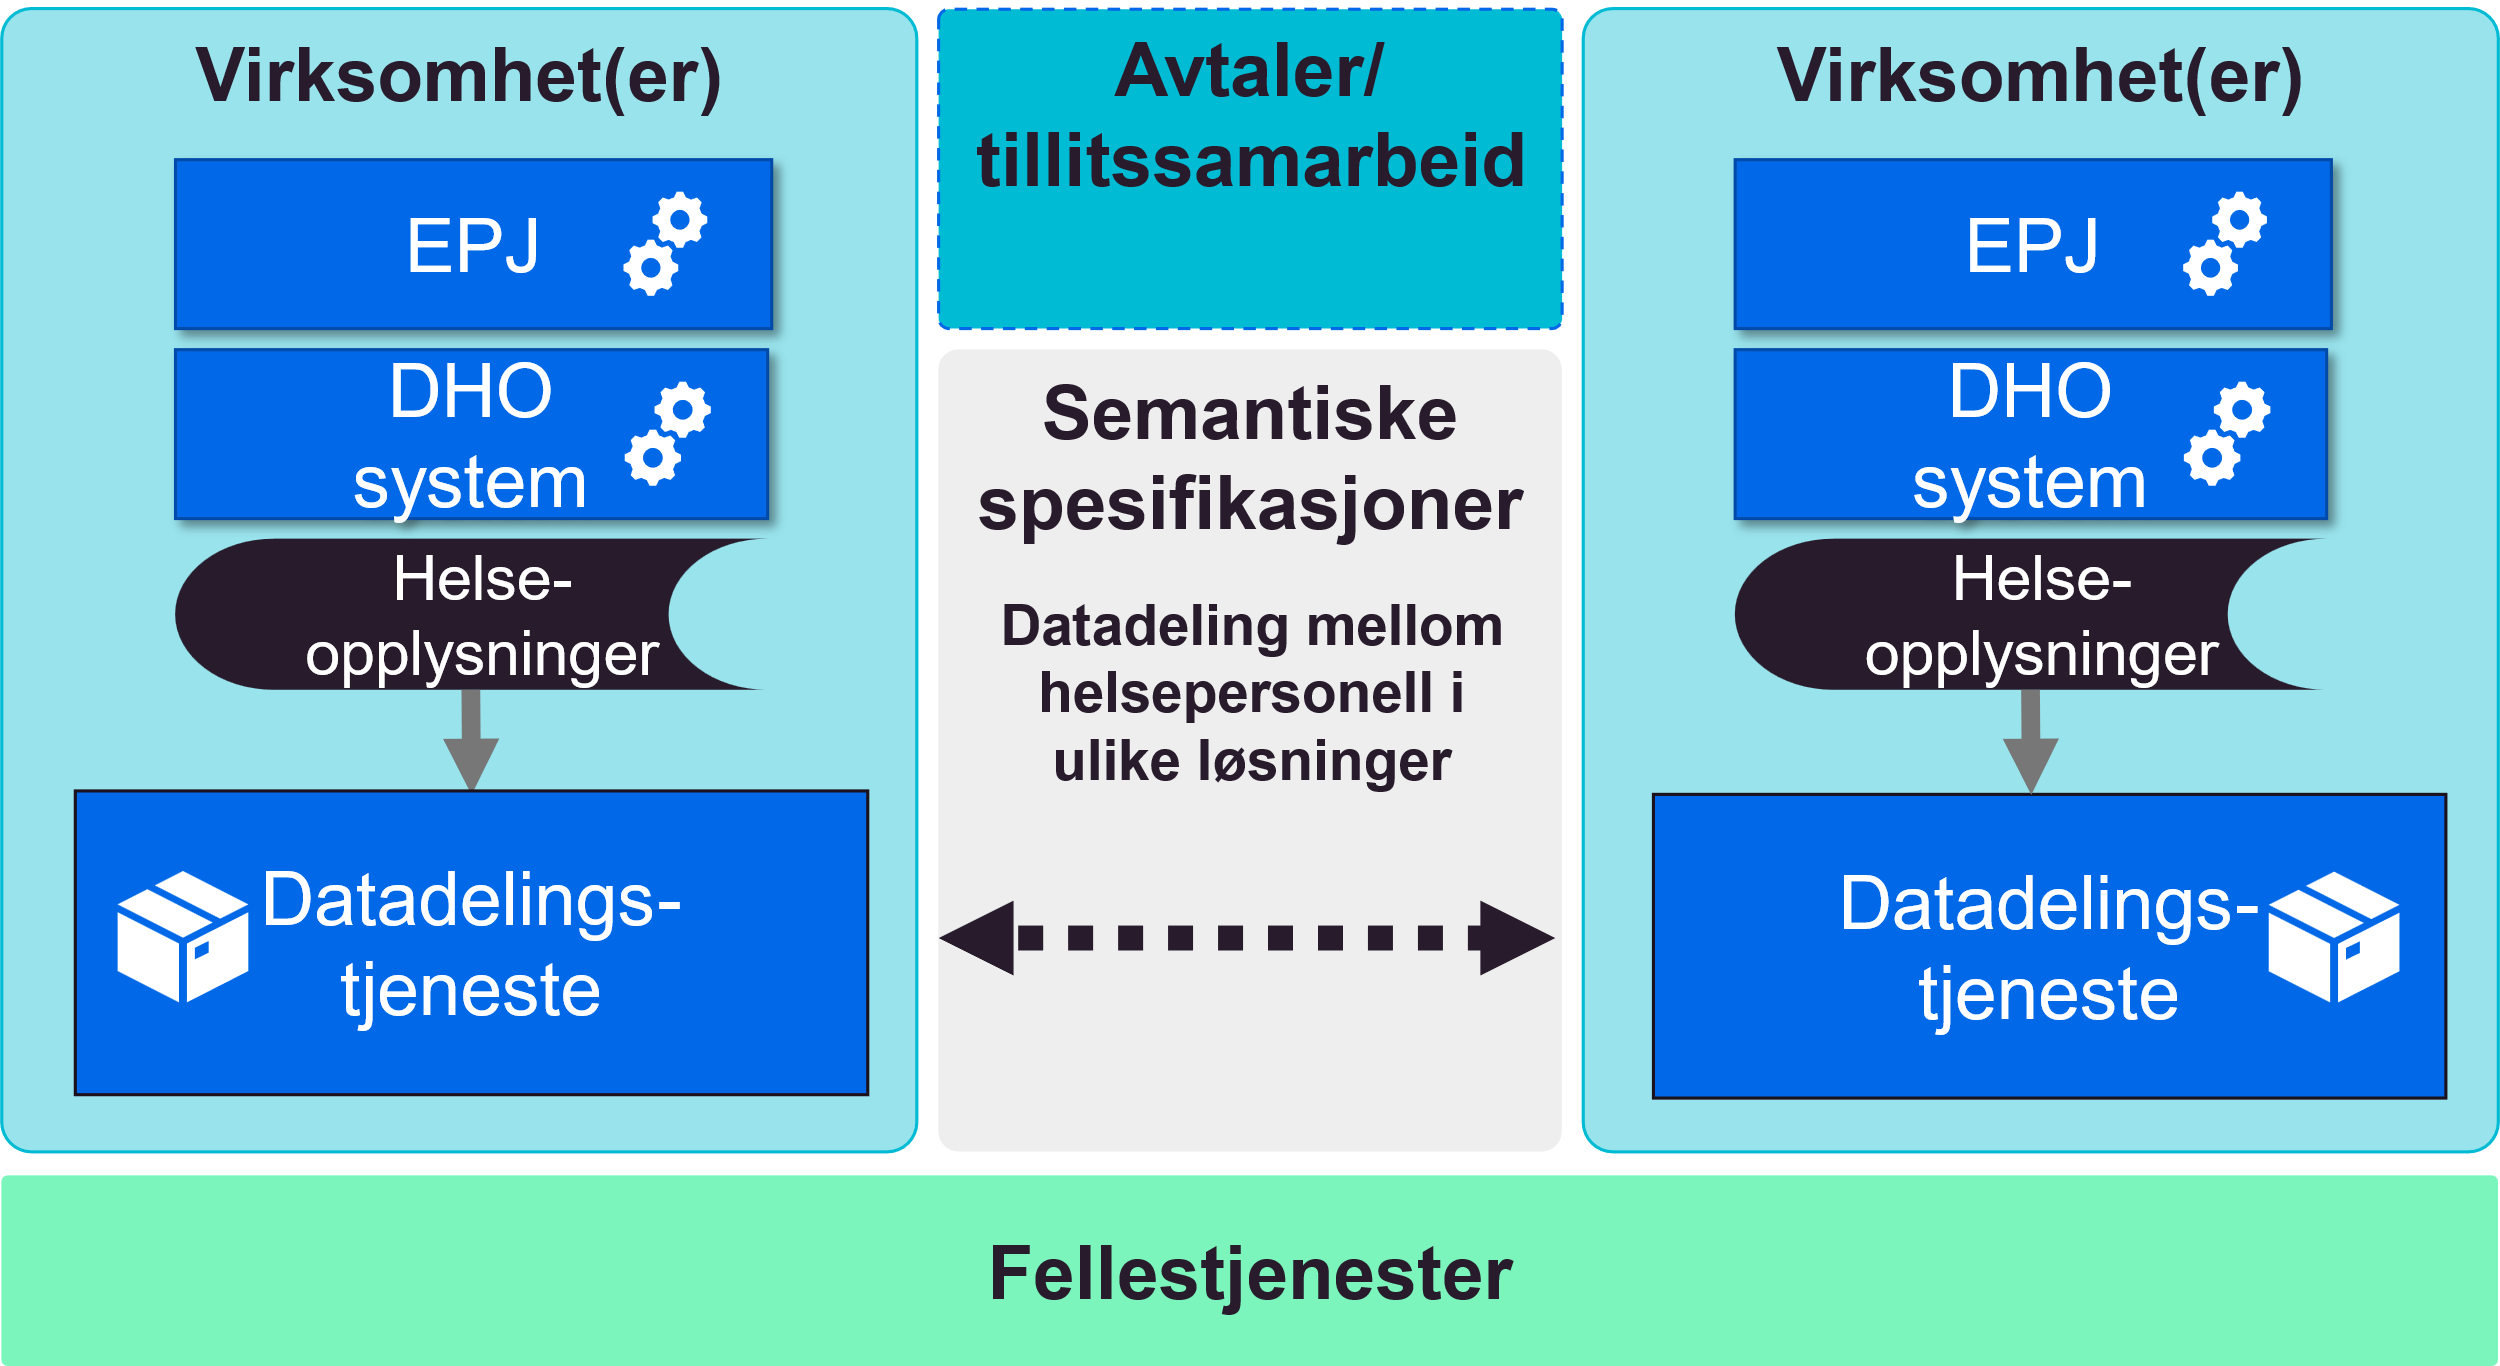 Virksomhet(er)
EPJ
DHO
system
Helse-
opplysninger
Datadelings-
tjeneste
Avtaler/
tillitssamarbeid
Semantiske
spesifikasjoner
Datadeling mellom
helsepersonell i
ulike løsninger
Virksomhet(er)
EPJ
DHO
system
Helse-
opplysninger
Datadelings-
tjeneste
Fellestjenester